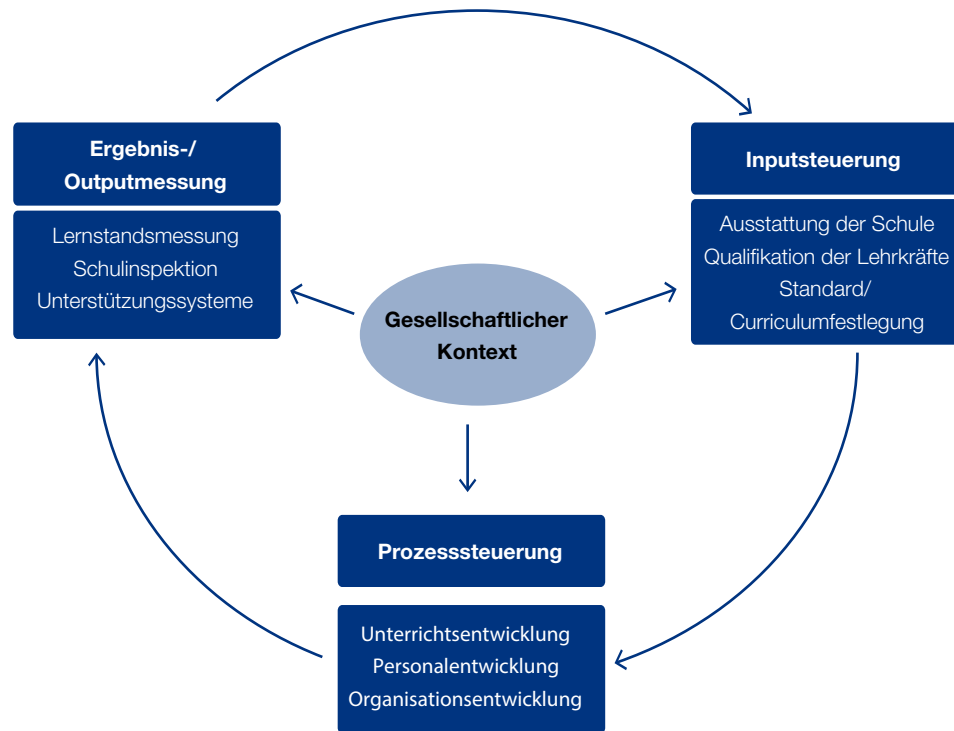 Ergebnis-/
Outputmessung
Lernstandsmessung
Schulinspektion
Unterstützungssysteme
Inputsteuerung
Ausstattung der Schule
Qualifikation der Lehrkräfte
Standard/
Curriculumfestlegung
Gesellschaftlicher
Kontext
Prozesssteuerung
Unterrichtsentwicklung
Personalentwicklung
Organisationsentwicklung